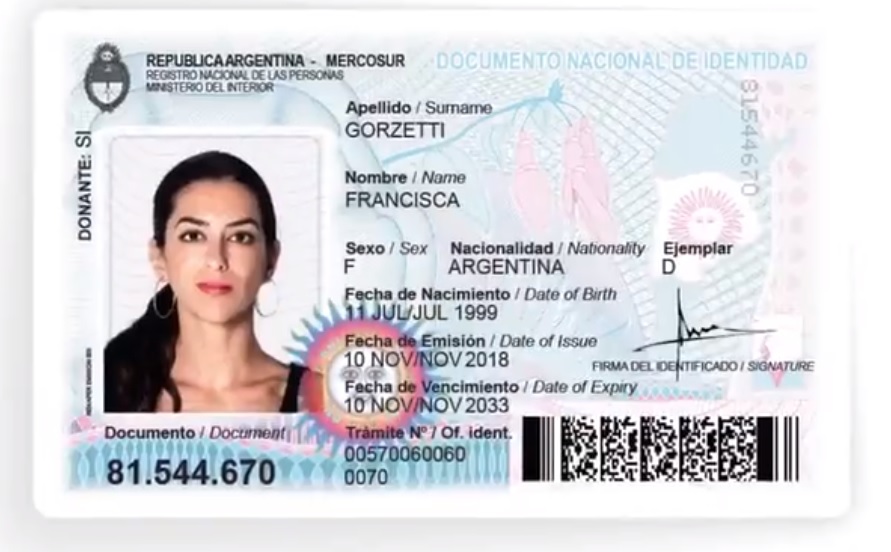 REPUBLICA ARGENTINA - MERCOSUR
REGISTRO NACIONAL DE LAS PERSONAS
MINISTERIO DEL INTERIOR
DOCUMENTO NACIONAL DE IDENTIDAD
81544670
DONANTE: SI
Apellido / Surname
GORZETTI
Nombre / Name
FRANCISCA
Sexo / Sex Nacionalidad / Nationality Ejemplar
F ARGENTINA D
Fecha de Nacimiento / Date of Birth
11 JUL/JUL 1999
Fecha de Emisión / Date of Issue
10 NOV/NOV 2018
FIRMA DEL IDENTIFICADO / SIGNATURE
Fecha de Vencimiento / Date of Expiry
10 NOV/NOV 2033
Documento / Document
81.544.670
Trámite Nº / Of. ident.
00570060060
0070